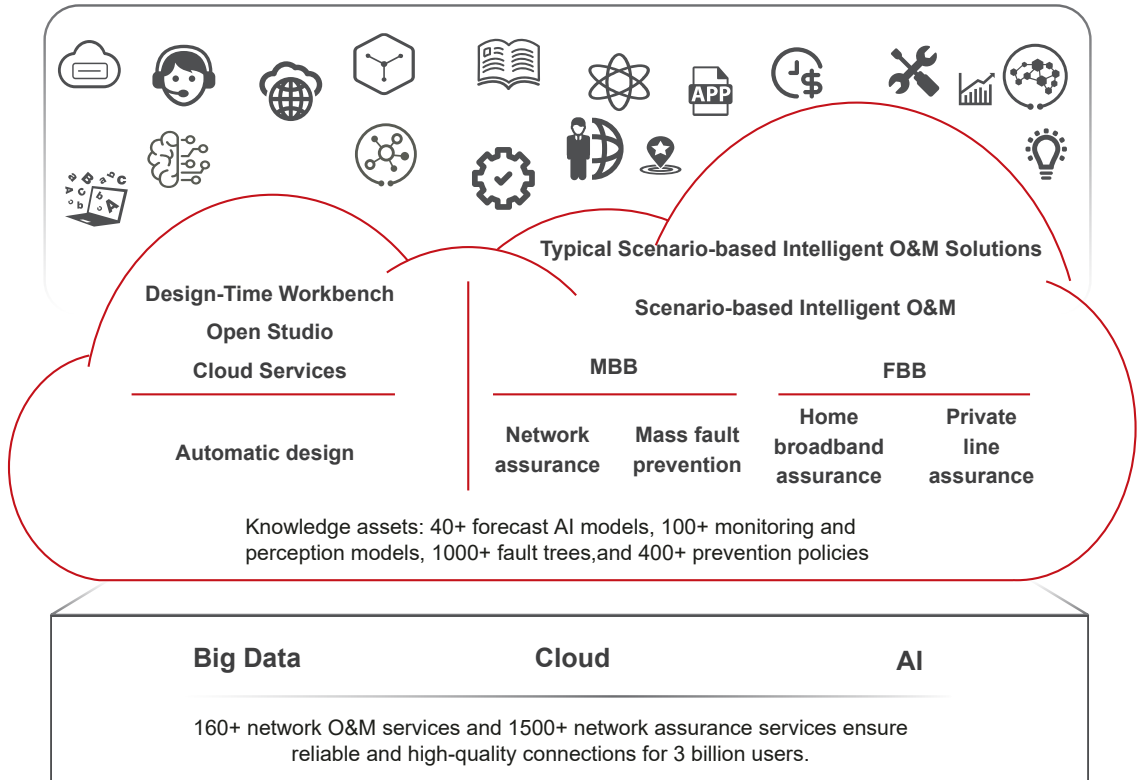 APP
Typical Scenario-based Intelligent O&M Solutions
Design-Time Workbench
Open Studio
Cloud Services
Automatic design
Scenario-based Intelligent O&M
MBB
Network
assurance
Mass fault
prevention
FBB
Home
broadband
assurance
Private
line
assurance
Knowledge assets: 40+ forecast AI models, 100+ monitoring and
perception models, 1000+ fault trees,and 400+ prevention policies
Big Data
Cloud
AI
160+ network O&M services and 1500+ network assurance services ensure
reliable and high-quality connections for 3 billion users.